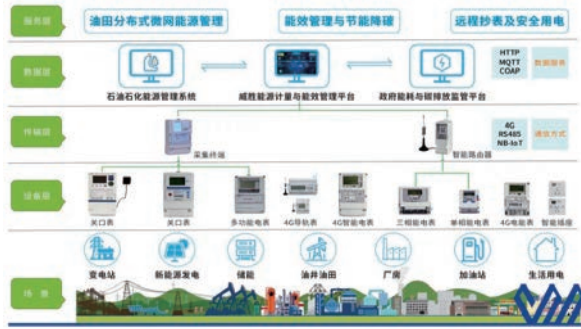 服务层
油田分布式微网能源管理
能效管理与节能降碳
远程抄表及安全用电
数据层
石油石化能源管理系统
威胜能源计量与能效管理平台
政府能耗与碳排放监管平台
HTTP
MQTT
COAP
数据服务
传输层
采集终端
智能路由器
4G
RS485
NB-IoT
通信方式
设备层
关口表
关口表
多功能电表
4G导轨表
4G智能电表
三相能电表
单相能电表
4G电能表
智能插座
场 景
变电站
新能源发电
储能
油井油田
厂房
加油站
生活用电